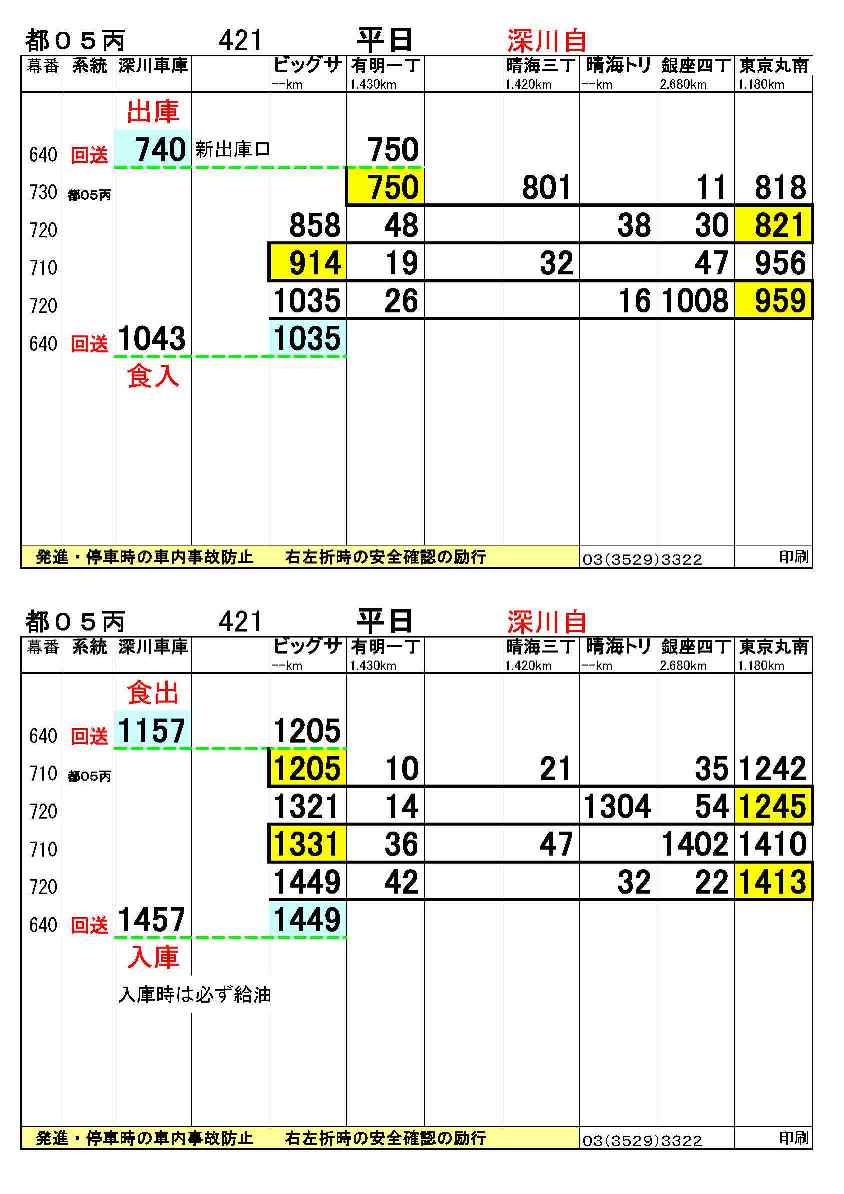 都０５丙 421 平日 深川自
幕番 系統 深川車庫 ビッグサ 有明一丁 晴海三丁 晴海トリ 銀座四丁 東京丸南
--km 1.430km 1.420km --km 2.680km 1.180km
出庫
640 回送 740 新出庫口 750
730 都05丙 750 801 11 818
720 858 48 38 30 821
710 914 19 32 47 956
720 1035 26 16 1008 959
640 回送 1043 1035
食入
発進・停車時の車内事故防止 右左折時の安全確認の励行 03(3529)3322 印刷
都０５丙 421 平日 深川自
幕番 系統 深川車庫 ビッグサ 有明一丁 晴海三丁 晴海トリ 銀座四丁 東京丸南
--km 1.430km 1.420km --km 2.680km 1.180km
食出
640 回送 1157 1205
710 都05丙 1205 10 21 35 1242
720 1321 14 1304 54 1245
710 1331 36 47 1402 1410
720 1449 42 32 22 1413
640 回送 1457 1449
入庫
入庫時は必ず給油
発進・停車時の車内事故防止 右左折時の安全確認の励行 03(3529)3322 印刷